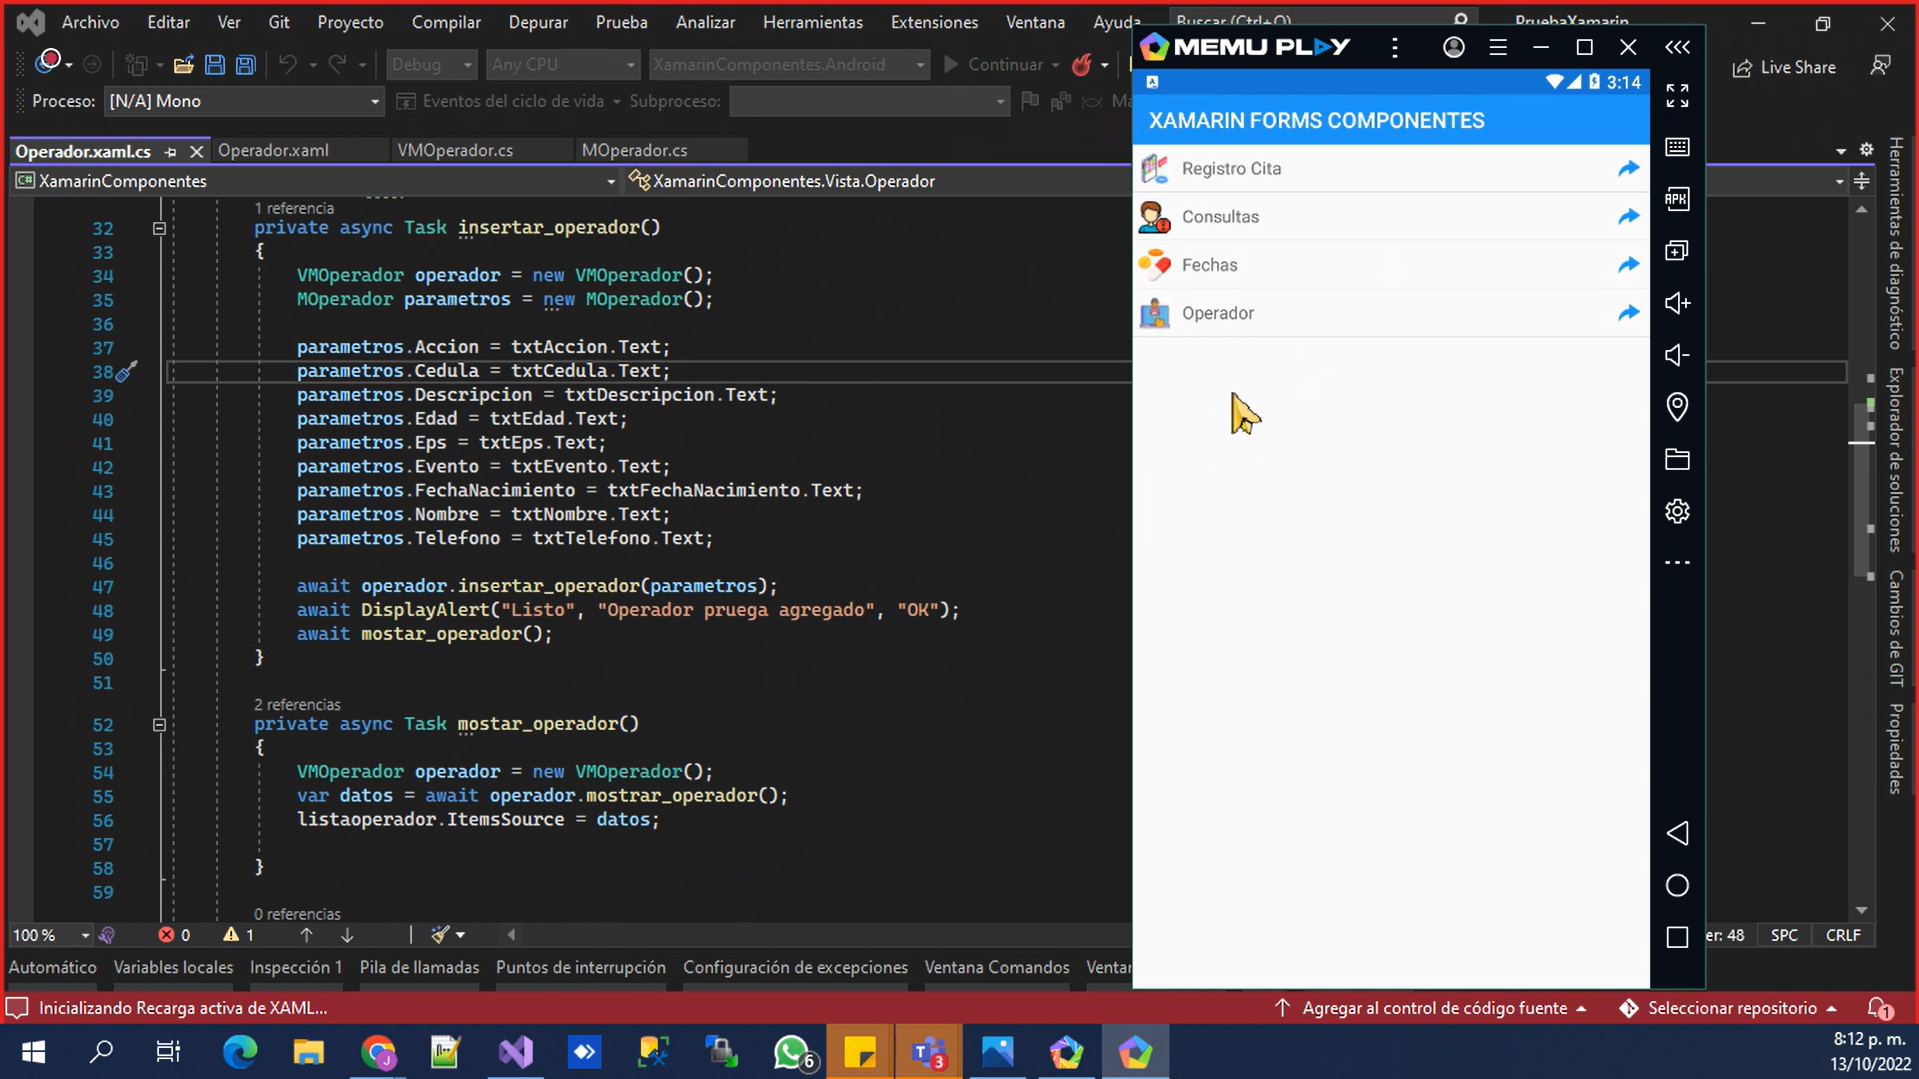 Archivo Editar Ver Git Proyecto Compilar Depurar Prueba Analizar Herramientas Extensiones Ventana Ayuda Buscar (Ctrl+Q) PruebaXamarin
Debug Any CPU XamarinComponentes.Android Continuar Live Share
Proceso: [N/A] Mono Eventos del ciclo de vida Subproceso:
Operador.xaml.cs Operador.xaml VMOperador.cs MOperador.cs
XamarinComponentes XamarinComponentes.Vista.Operador
1 referencia
32 private async Task insertar_operador()
33 {
34 VMOperador operador = new VMOperador();
35 MOperador parametros = new MOperador();
36
37 parametros.Accion = txtAccion.Text;
38 parametros.Cedula = txtCedula.Text;
39 parametros.Descripcion = txtDescripcion.Text;
40 parametros.Edad = txtEdad.Text;
41 parametros.Eps = txtEps.Text;
42 parametros.Evento = txtEvento.Text;
43 parametros.FechaNacimiento = txtFechaNacimiento.Text;
44 parametros.Nombre = txtNombre.Text;
45 parametros.Telefono = txtTelefono.Text;
46
47 await operador.insertar_operador(parametros);
48 await DisplayAlert("Listo", "Operador pruega agregado", "OK");
49 await mostar_operador();
50 }
51
2 referencias
52 private async Task mostar_operador()
53 {
54 VMOperador operador = new VMOperador();
55 var datos = await operador.mostrar_operador();
56 listaoperador.ItemsSource = datos;
57
58 }
59
0 referencias
MEMU PLAY
3:14
XAMARIN FORMS COMPONENTES
Registro Cita
Consultas
Fechas
Operador
APK
Herramientas de diagnóstico
Explorador de soluciones
Cambios de GIT
Propiedades
100 % 0 1 er: 48 SPC CRLF
Automático Variables locales Inspección 1 Pila de llamadas Puntos de interrupción Configuración de excepciones Ventana Comandos Ventar
Inicializando Recarga activa de XAML... Agregar al control de código fuente Seleccionar repositorio 1
6 T 3
8:12 p. m.
13/10/2022